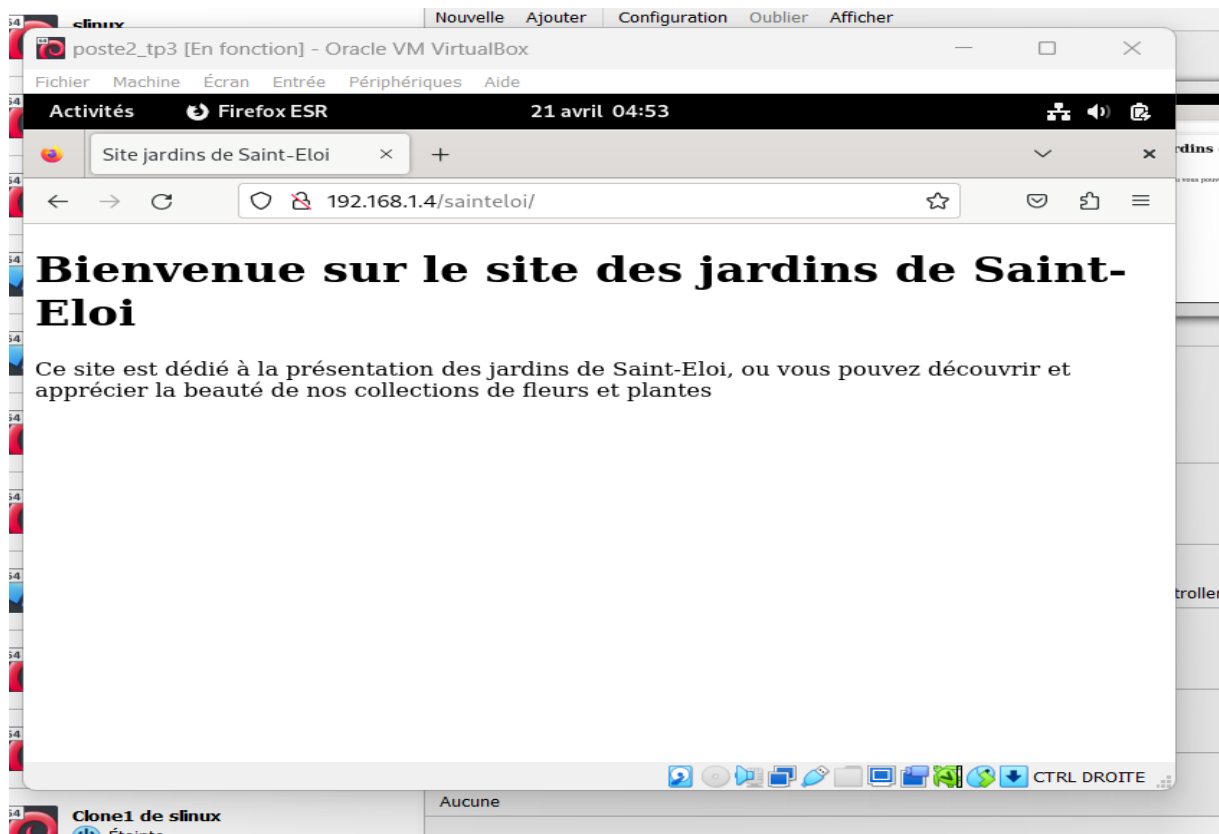 slinux
Nouvelle Ajouter Configuration Oublier Afficher
poste2_tp3 [En fonction] - Oracle VM VirtualBox
Fichier Machine Écran Entrée Périphériques Aide
Activités Firefox ESR 21 avril 04:53
Site jardins de Saint-Eloi
192.168.1.4/sainteloi/
Bienvenue sur le site des jardins de Saint-
Eloi
Ce site est dédié à la présentation des jardins de Saint-Eloi, ou vous pouvez découvrir et
apprécier la beauté de nos collections de fleurs et plantes
CTRL DROITE
Aucune
Clone1 de slinux